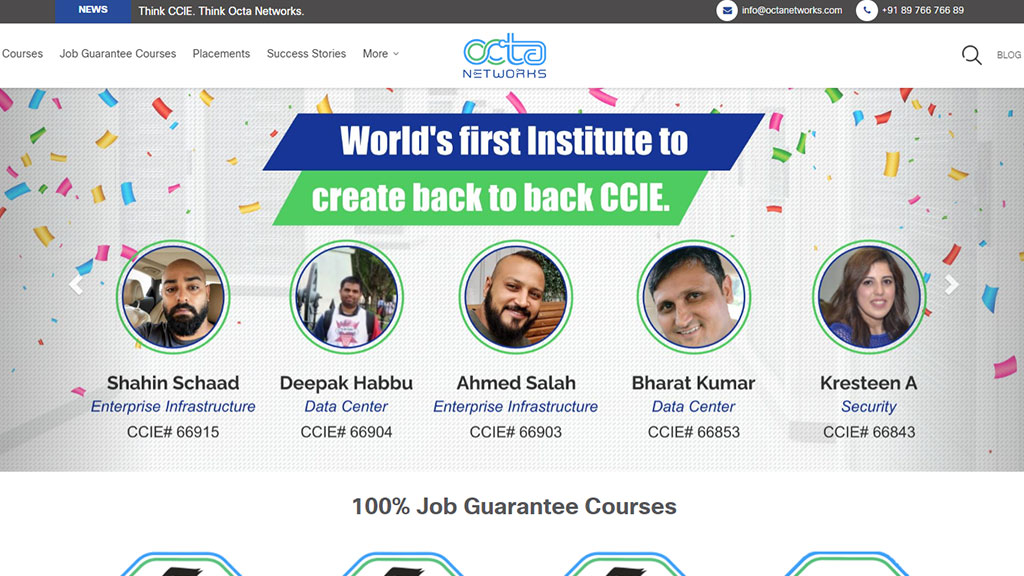 NEWS
Think CCIE. Think Octa Networks.
info@octanetworks.com
+91 89 766 766 89
Courses
Job Guarantee Courses
Placements
Success Stories
More
octa
NETWORKS
BLOG
World's first Institute to
create back to back CCIE.
Shahin Schaad
Enterprise Infrastructure
CCIE# 66915
Deepak Habbu
Data Center
CCIE# 66904
Ahmed Salah
Enterprise Infrastructure
CCIE# 66903
Bharat Kumar
Data Center
CCIE# 66853
Kresteen A
Security
CCIE# 66843
100% Job Guarantee Courses